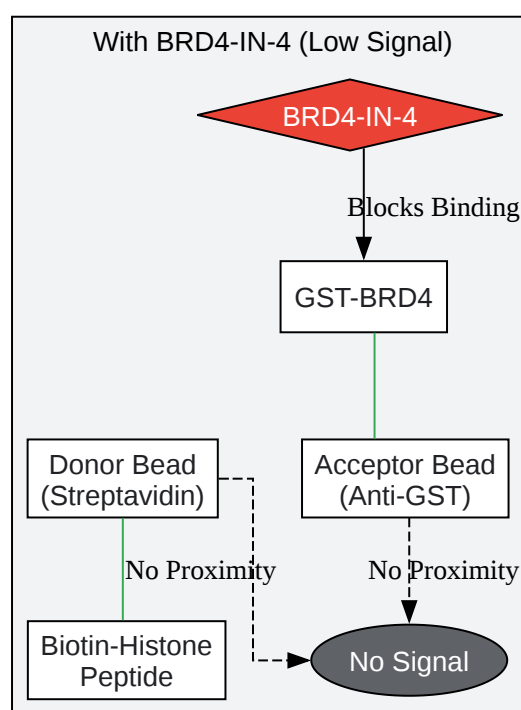 With BRD4-IN-4 (Low Signal)
BRD4-IN-4
Blocks Binding
GST-BRD4
Donor Bead
(Streptavidin)
Acceptor Bead
(Anti-GST)
No Proximity
No Proximity
Biotin-Histone
Peptide
No Signal